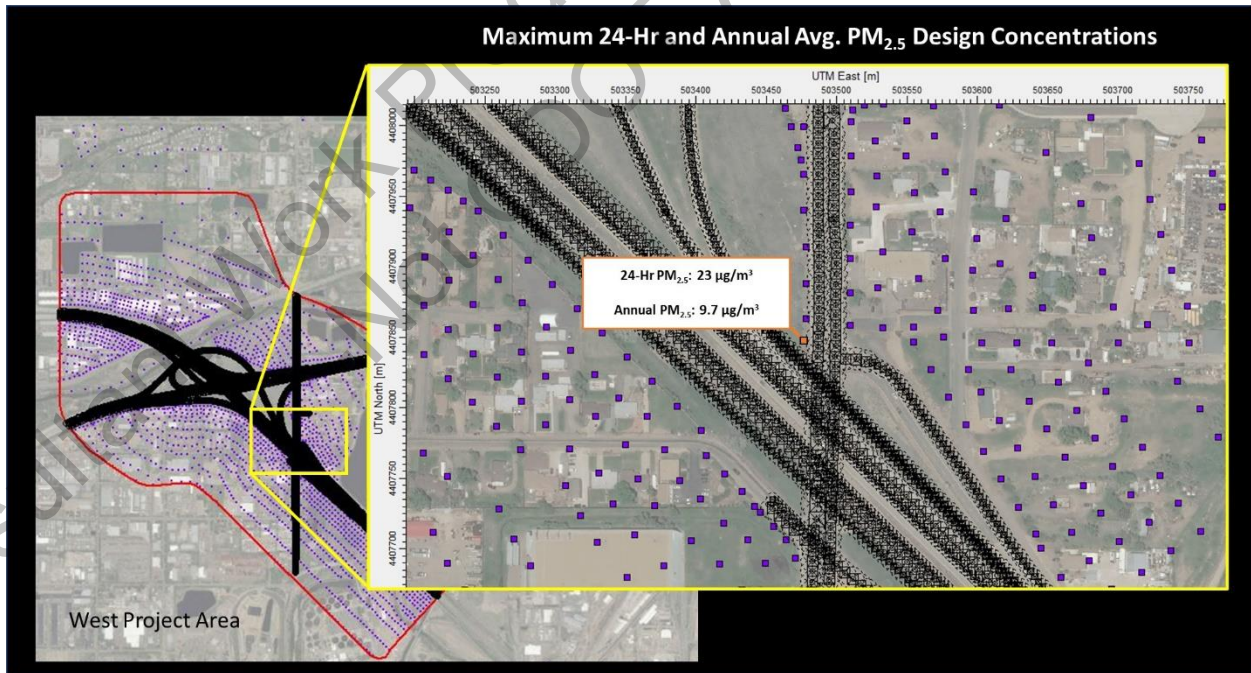 Maximum 24-Hr and Annual Avg. PM2.5 Design Concentrations
UTM East [m]
503250 503300 503350 503400 503450 503500 503550 503600 503650 503700 503750
4408000
4407950
4407900
4407850
4407800
4407750
4407700
UTM North [m]
24-Hr PM2.5: 23 µg/m³
Annual PM2.5: 9.7 µg/m³
West Project Area